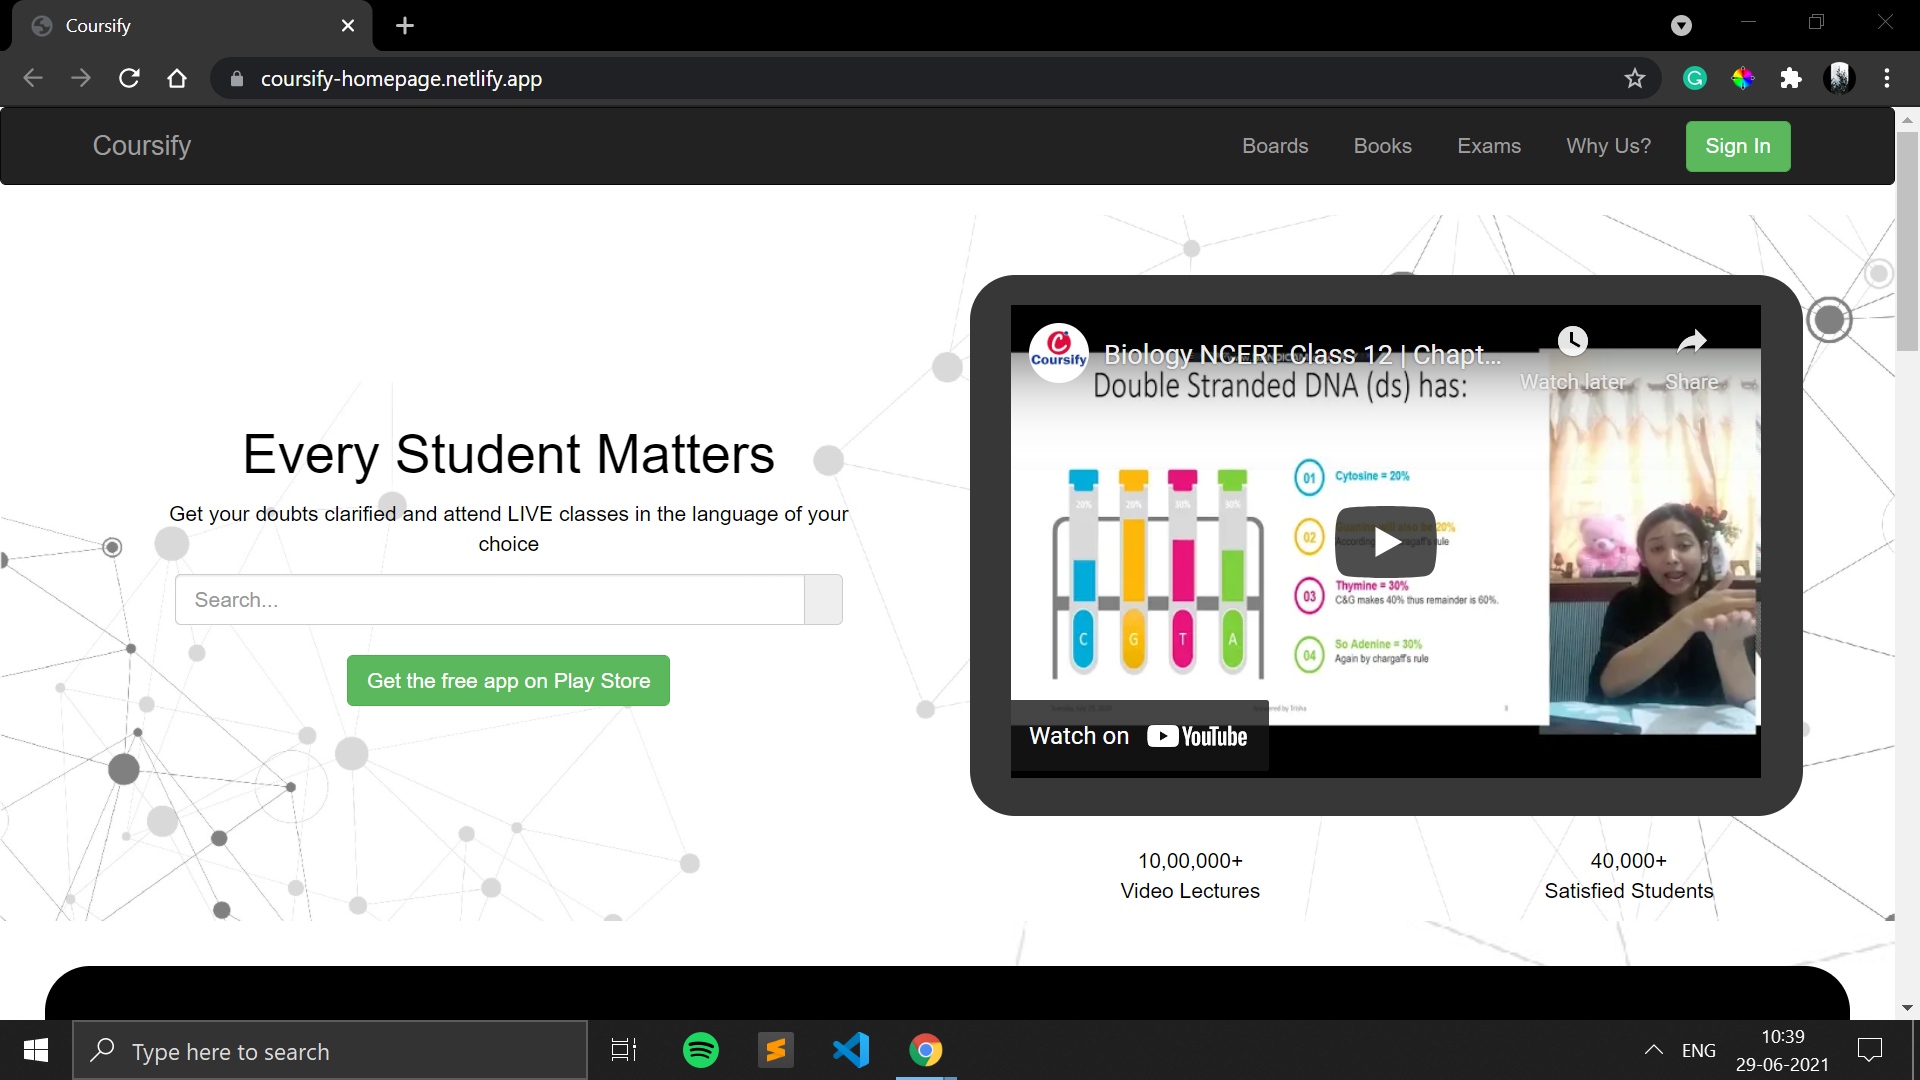 Coursify
coursify-homepage.netlify.app
Coursify
Boards
Books
Exams
Why Us?
Sign In
Every Student Matters
Get your doubts clarified and attend LIVE classes in the language of your
choice
Search...
Get the free app on Play Store
Coursify
Biology NCERT Class 12 | Chapt...
Watch later
Share
Double Stranded DNA (ds) has:
20%
20%
30%
30%
C
G
T
A
01
Cytosine = 20%
02
03
Thymine = 30%
C&G makes 40% thus remainder is 60%.
04
So Adenine = 30%
Again by chargaff's rule
Watch on YouTube
10,00,000+
Video Lectures
40,000+
Satisfied Students
Type here to search
ENG
10:39
29-06-2021